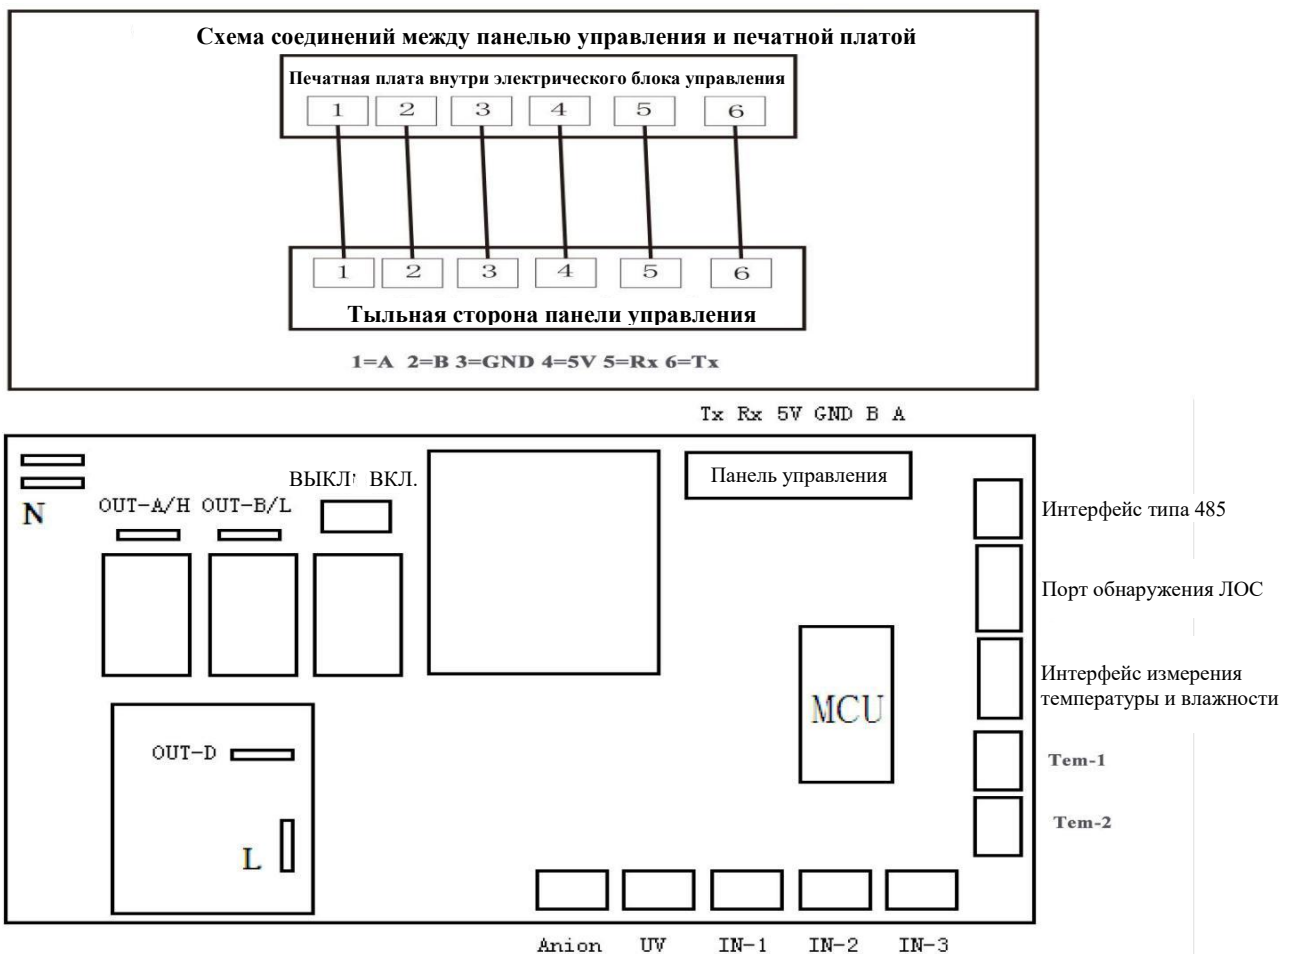 Схема соединений между панелью управления и печатной платой
Печатная плата внутри электрического блока управления
1 2 3 4 5 6
1 2 3 4 5 6
Тыльная сторона панели управления
1=A 2=B 3=GND 4=5V 5=Rx 6=Tx
Tx Rx 5V GND B A
Панель управления
ВЫКЛ ВКЛ.
N
OUT-A/H OUT-B/L
Интерфейс типа 485
Порт обнаружения ЛОС
Интерфейс измерения
температуры и влажности
MCU
OUT-D
Tem-1
Tem-2
L
Anion UV IN-1 IN-2 IN-3